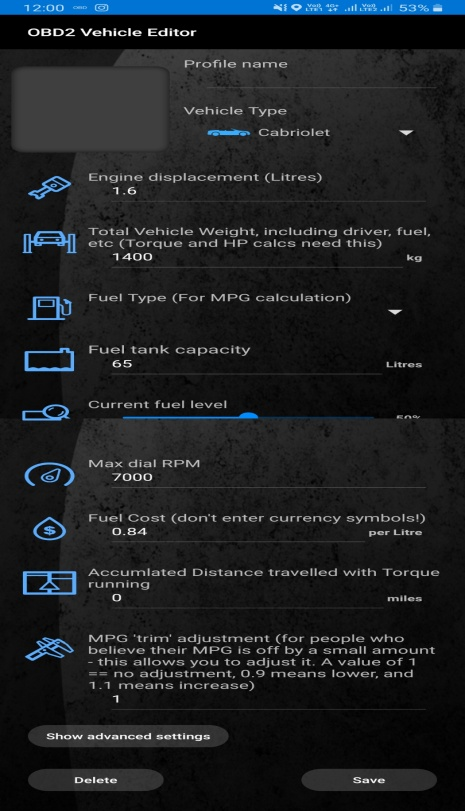 12:00 OBD Vo)) LTE1 4G+ Vo)) LTE2 53%
OBD2 Vehicle Editor
Profile name
Vehicle Type
Cabriolet
Engine displacement (Litres)
1.6
Total Vehicle Weight, including driver, fuel,
etc (Torque and HP calcs need this)
1400 kg
Fuel Type (For MPG calculation)
Fuel tank capacity
65 Litres
Current fuel level
50%
Max dial RPM
7000
Fuel Cost (don't enter currency symbols!)
0.84 per Litre
Accumlated Distance travelled with Torque
running
0 miles
MPG 'trim' adjustment (for people who
believe their MPG is off by a small amount
- this allows you to adjust it. A value of 1
== no adjustment, 0.9 means lower, and
1.1 means increase)
1
Show advanced settings
Delete Save